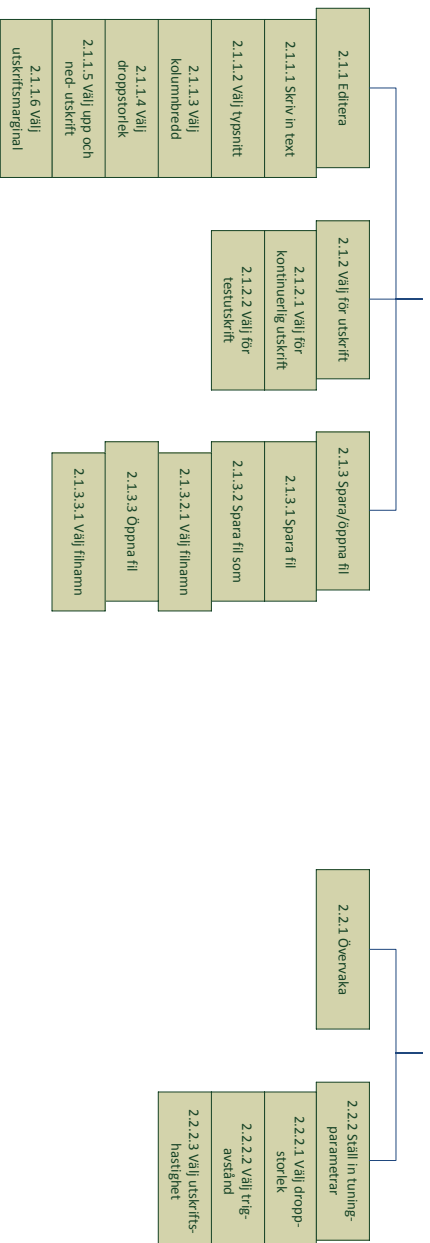 2.1.1 Editera
2.1.1.1 Skriv in text
2.1.1.2 Välj typsnitt
2.1.1.3 Välj
kolumnbredd
2.1.1.4 Välj
droppstorlek
2.1.1.5 Välj upp och
ned- utskrift
2.1.1.6 Välj
utskriftsmarginal
2.1.2 Välj för utskrift
2.1.2.1 Välj för
kontinuerlig utskrift
2.1.2.2 Välj för
testutskrift
2.1.3 Spara/öppna fil
2.1.3.1 Spara fil
2.1.3.2 Spara fil som
2.1.3.2.1 Välj filnamn
2.1.3.3 Öppna fil
2.1.3.3.1 Välj filnamn
2.2.1 Övervaka
2.2.2 Ställ in tuning-
parametrar
2.2.2.1 Välj dropp-
storlek
2.2.2.2 Välj trig-
avstånd
2.2.2.3 Välj utskrifts-
hastighet